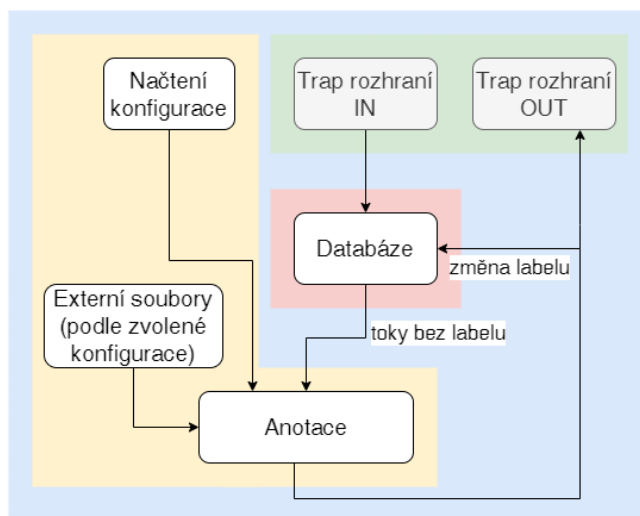 Načtení
konfigurace
Trap rozhraní
IN
Trap rozhraní
OUT
Databáze
změna labelu
Externí soubory
(podle zvolené
konfigurace)
toky bez labelu
Anotace